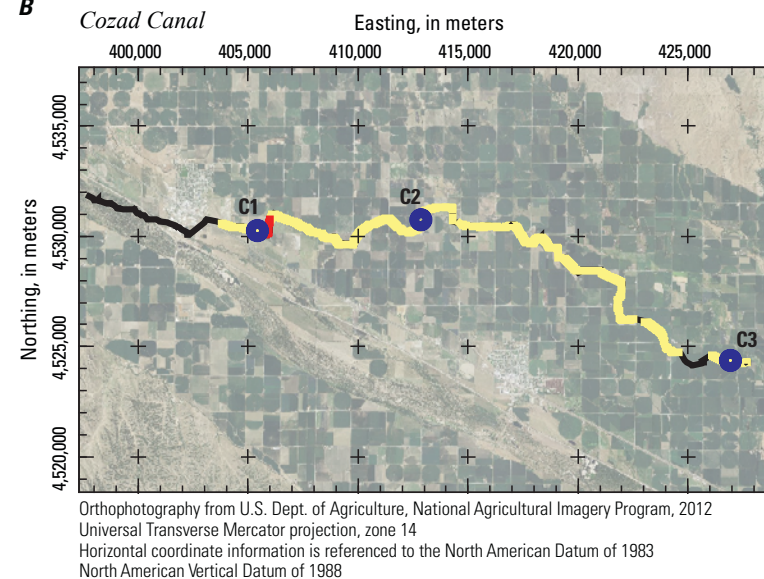 B
Cozad Canal
Easting, in meters
400,000 405,000 410,000 415,000 420,000 425,000
Northing, in meters
4,535,000
4,530,000
4,525,000
4,520,000
C1
C2
C3
Orthophotography from U.S. Dept. of Agriculture, National Agricultural Imagery Program, 2012
Universal Transverse Mercator projection, zone 14
Horizontal coordinate information is referenced to the North American Datum of 1983
North American Vertical Datum of 1988